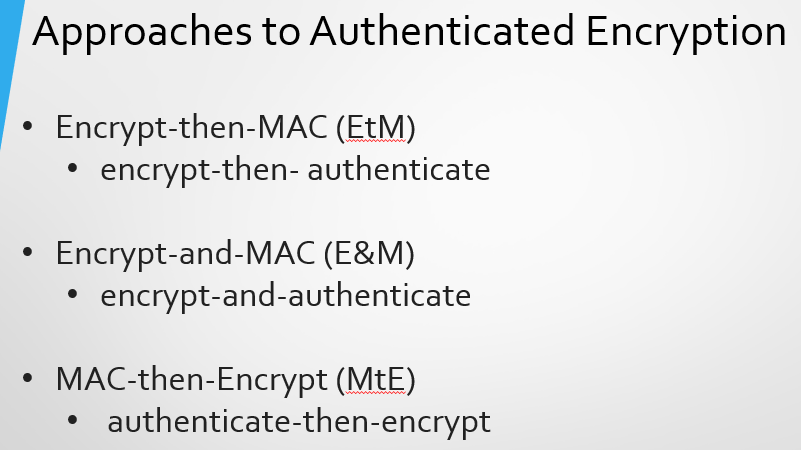 Approaches to Authenticated Encryption
• Encrypt-then-MAC (EtM)
• encrypt-then- authenticate
• Encrypt-and-MAC (E&M)
• encrypt-and-authenticate
• MAC-then-Encrypt (MtE)
• authenticate-then-encrypt